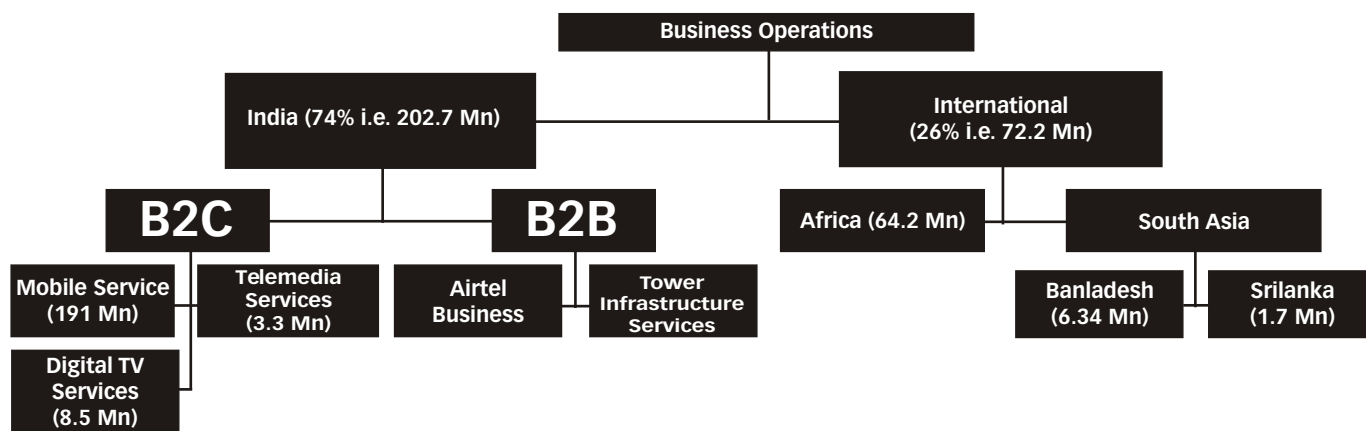 Business Operations
India (74% i.e. 202.7 Mn)
International
(26% i.e. 72.2 Mn)
B2C
B2B
Africa (64.2 Mn)
South Asia
Mobile Service
(191 Mn)
Telemedia
Services
(3.3 Mn)
Airtel
Business
Tower
Infrastructure
Services
Banladesh
(6.34 Mn)
Srilanka
(1.7 Mn)
Digital TV
Services
(8.5 Mn)